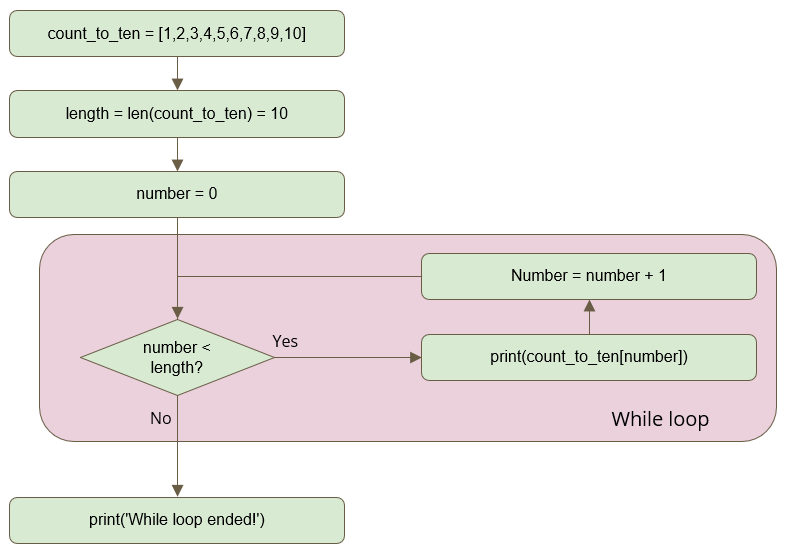 count_to_ten = [1,2,3,4,5,6,7,8,9,10]
length = len(count_to_ten) = 10
number = 0
Number = number + 1
number <
length?
Yes
print(count_to_ten[number])
No
While loop
print('While loop ended!')